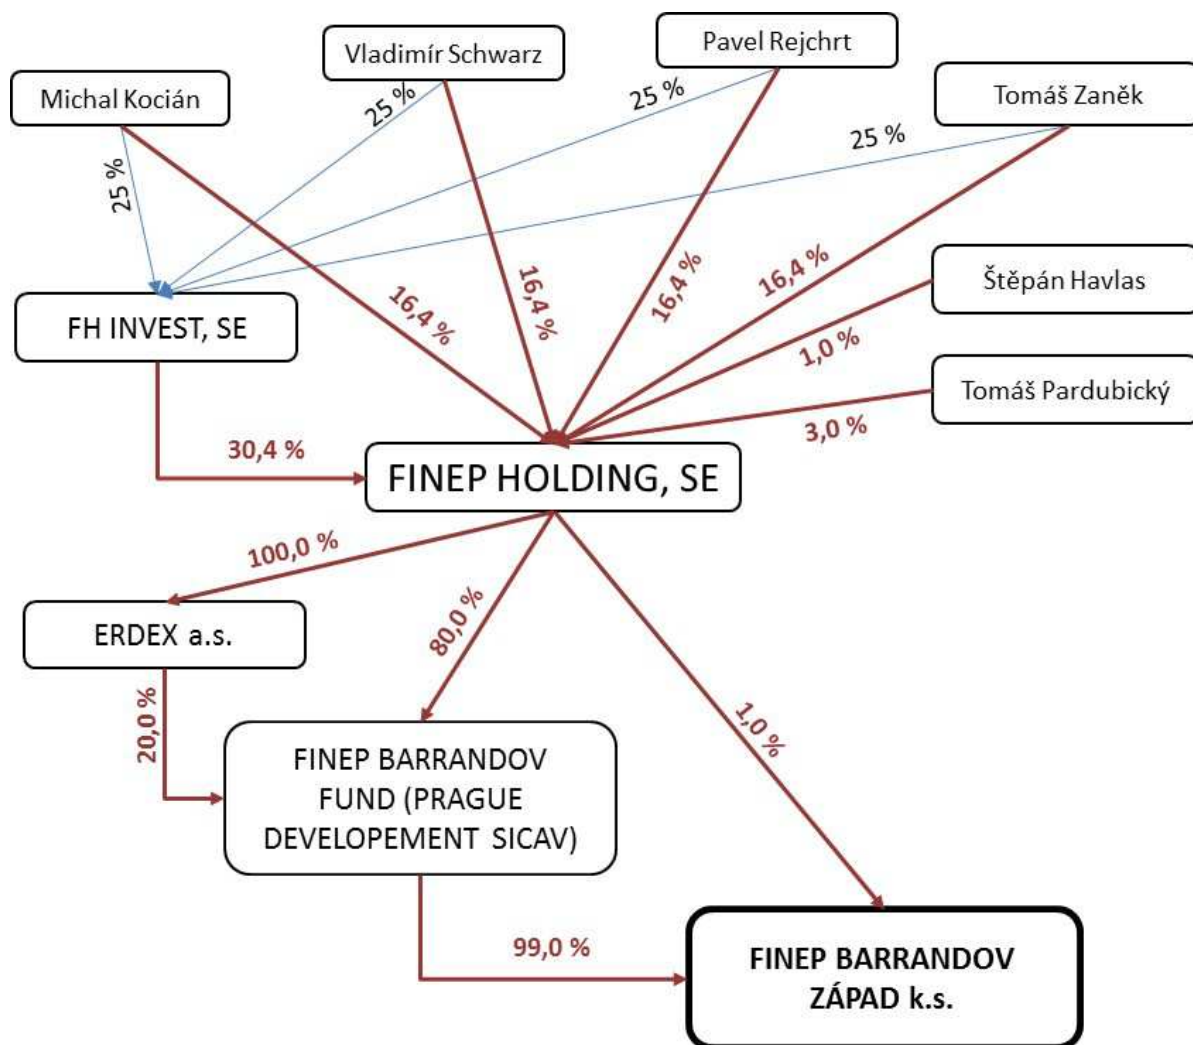 Pavel Rejchrt
Vladimír Schwarz
Michal Kocián
Tomáš Zaněk
25 %
25 %
25 %
25 %
Štěpán Havlas
FH INVEST, SE
16,4 %
16,4 %
16,4 %
16,4 %
1,0 %
Tomáš Pardubický
3,0 %
30,4 %
FINEP HOLDING, SE
100,0 %
ERDEX a.s.
80,0 %
20,0 %
1,0 %
FINEP BARRANDOV
FUND (PRAGUE
DEVELOPEMENT SICAV)
99,0 %
FINEP BARRANDOV
ZÁPAD k.s.